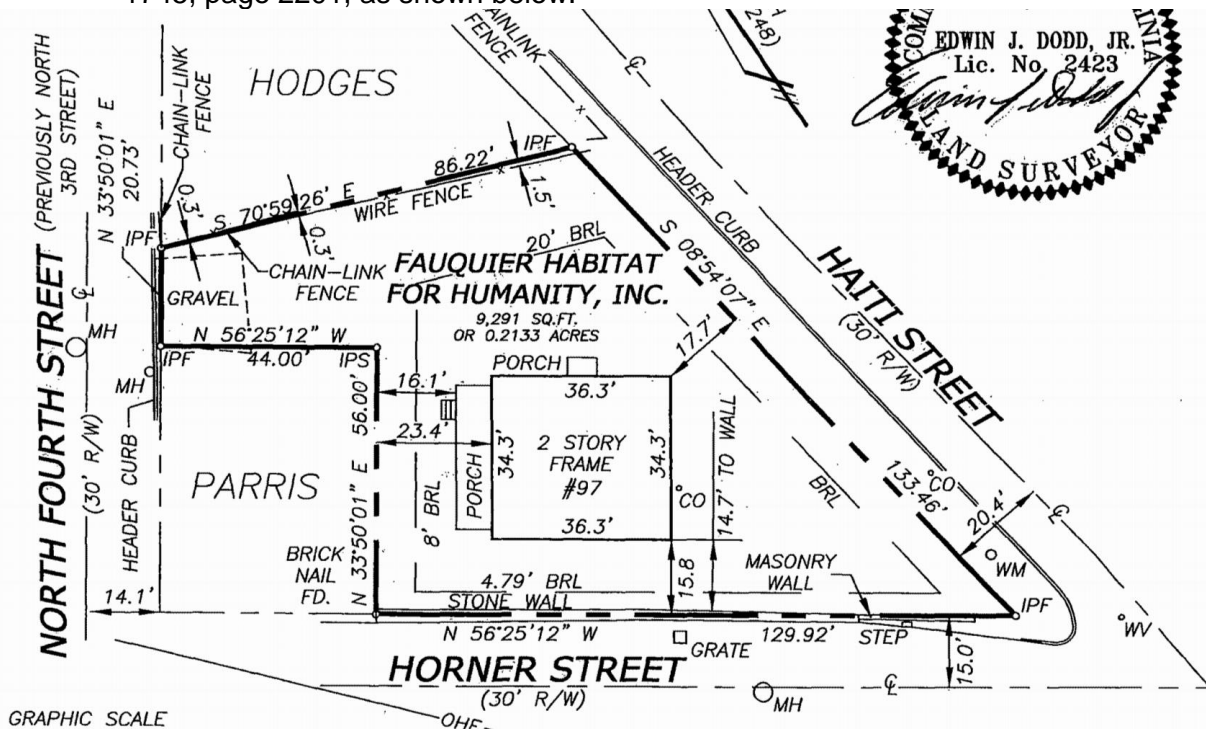 1745, page 2201, as shown below.
EDWIN J. DODD, JR.
Lic. No. 2423
LAND SURVEYOR
248)
HODGES
CHAIN-LINK
FENCE
NORTH FOURTH STREET (PREVIOUSLY NORTH
3RD STREET)
(30' R/W)
N 33°50'01" E
20.73'
FENCE
IPF
S 70°59'26" E
86.22'
WIRE FENCE
IPF
0.3'
0.3'
1.5'
CHAIN-LINK
FENCE
GRAVEL
HEADER CURB
HAITI STREET
(30' R/W)
S 08°54'07" E
133.46'
20' BRL
FAUQUIER HABITAT
FOR HUMANITY, INC.
9,291 SQ.FT.
OR 0.2133 ACRES
N 56°25'12" W
44.00'
IPF
IPS
MH
MH
HEADER CURB
PARRIS
N 33°50'01" E 56.00'
16.1'
23.4'
8' BRL
PORCH
PORCH
36.3'
34.3'
2 STORY
FRAME
#97
34.3'
36.3'
17.7'
CO
14.7' TO WALL
15.8
BRL
CO
20.4'
WM
IPF
WV
MASONRY
WALL
BRICK
NAIL
FD.
14.1'
4.79' BRL
STONE WALL
N 56°25'12" W
129.92'
GRATE
STEP
15.0'
HORNER STREET
(30' R/W)
MH
GRAPHIC SCALE
OHE